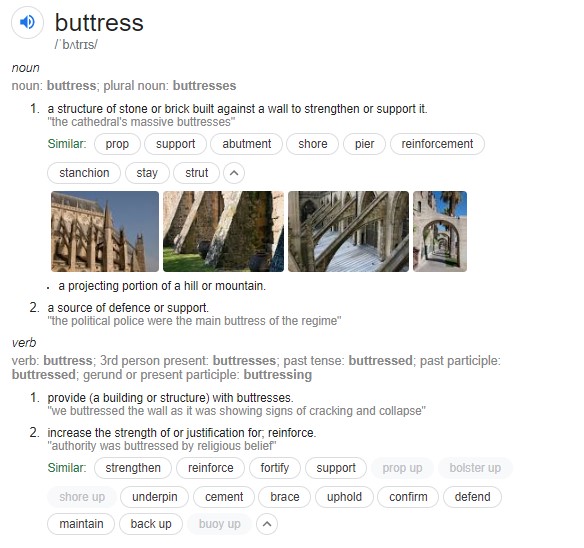 buttress
/ˈbʌtrɪs/
noun
noun: buttress; plural noun: buttresses
1. a structure of stone or brick built against a wall to strengthen or support it.
"the cathedral's massive buttresses"
Similar: prop support abutment shore pier reinforcement
stanchion stay strut
• a projecting portion of a hill or mountain.
2. a source of defence or support.
"the political police were the main buttress of the regime"
verb
verb: buttress; 3rd person present: buttresses; past tense: buttressed; past participle:
buttressed; gerund or present participle: buttressing
1. provide (a building or structure) with buttresses.
"we buttressed the wall as it was showing signs of cracking and collapse"
2. increase the strength of or justification for; reinforce.
"authority was buttressed by religious belief"
Similar: strengthen reinforce fortify support prop up bolster up
shore up underpin cement brace uphold confirm defend
maintain back up buoy up